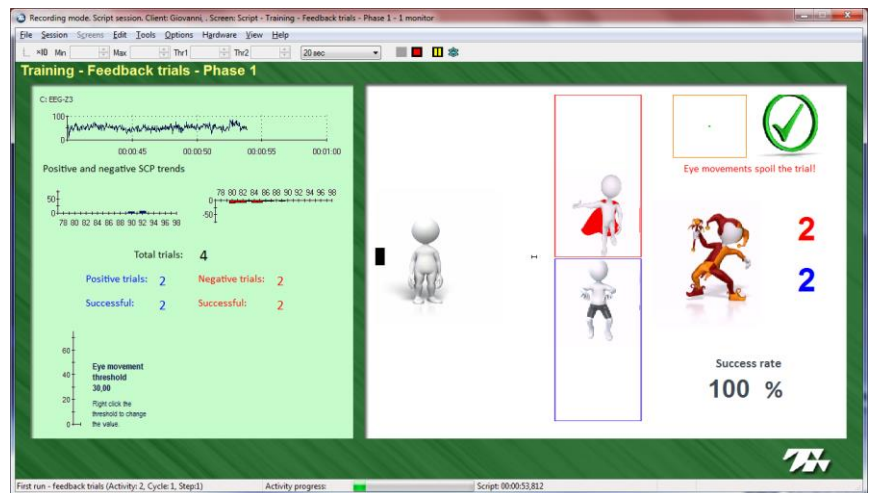 Recording mode. Script session. Client: Giovanni, . Screen: Script - Training - Feedback trials - Phase 1 - 1 monitor
File Session Screens Edit Tools Options Hardware View Help
×10 Min Max Thr1 Thr2 20 sec
Training - Feedback trials - Phase 1
C: EEG-Z3
100
0
00:00:45 00:00:50 00:00:55 00:01:00
Positive and negative SCP trends
50
0
78 80 82 84 86 88 90 92 94 96 98
78 80 82 84 86 88 90 92 94 96 98
0
-50
Total trials: 4
Positive trials: 2 Negative trials: 2
Successful: 2 Successful: 2
60
40
20
0
Eye movement
threshold
30,00
Right click the
threshold to change
the value.
Eye movements spoil the trial!
2
2
Success rate
100 %
First run - feedback trials (Activity: 2, Cycle: 1, Step:1) Activity progress: Script: 00:00:53,812